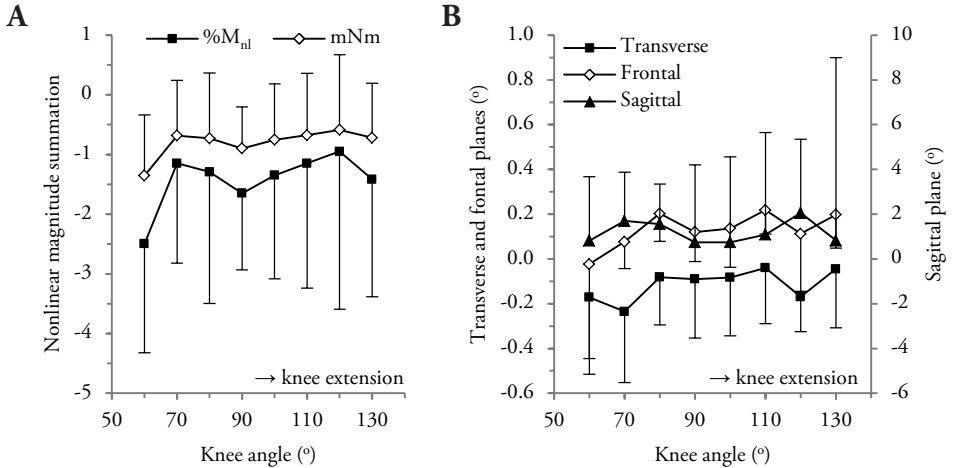 A
Nonlinear magnitude summation
1
0
-1
-2
-3
-4
-5
%Mnl
mNm
→ knee extension
50
70
90
110
130
Knee angle (º)
B
Transverse and fontal planes (º)
1.0
0.8
0.6
0.4
0.2
0.0
-0.2
-0.4
-0.6
Transverse
Frontal
Sagittal
→ knee extension
50
70
90
110
130
Knee angle (º)
10
8
6
4
2
0
-2
-4
-6
Sagittal plane (º)